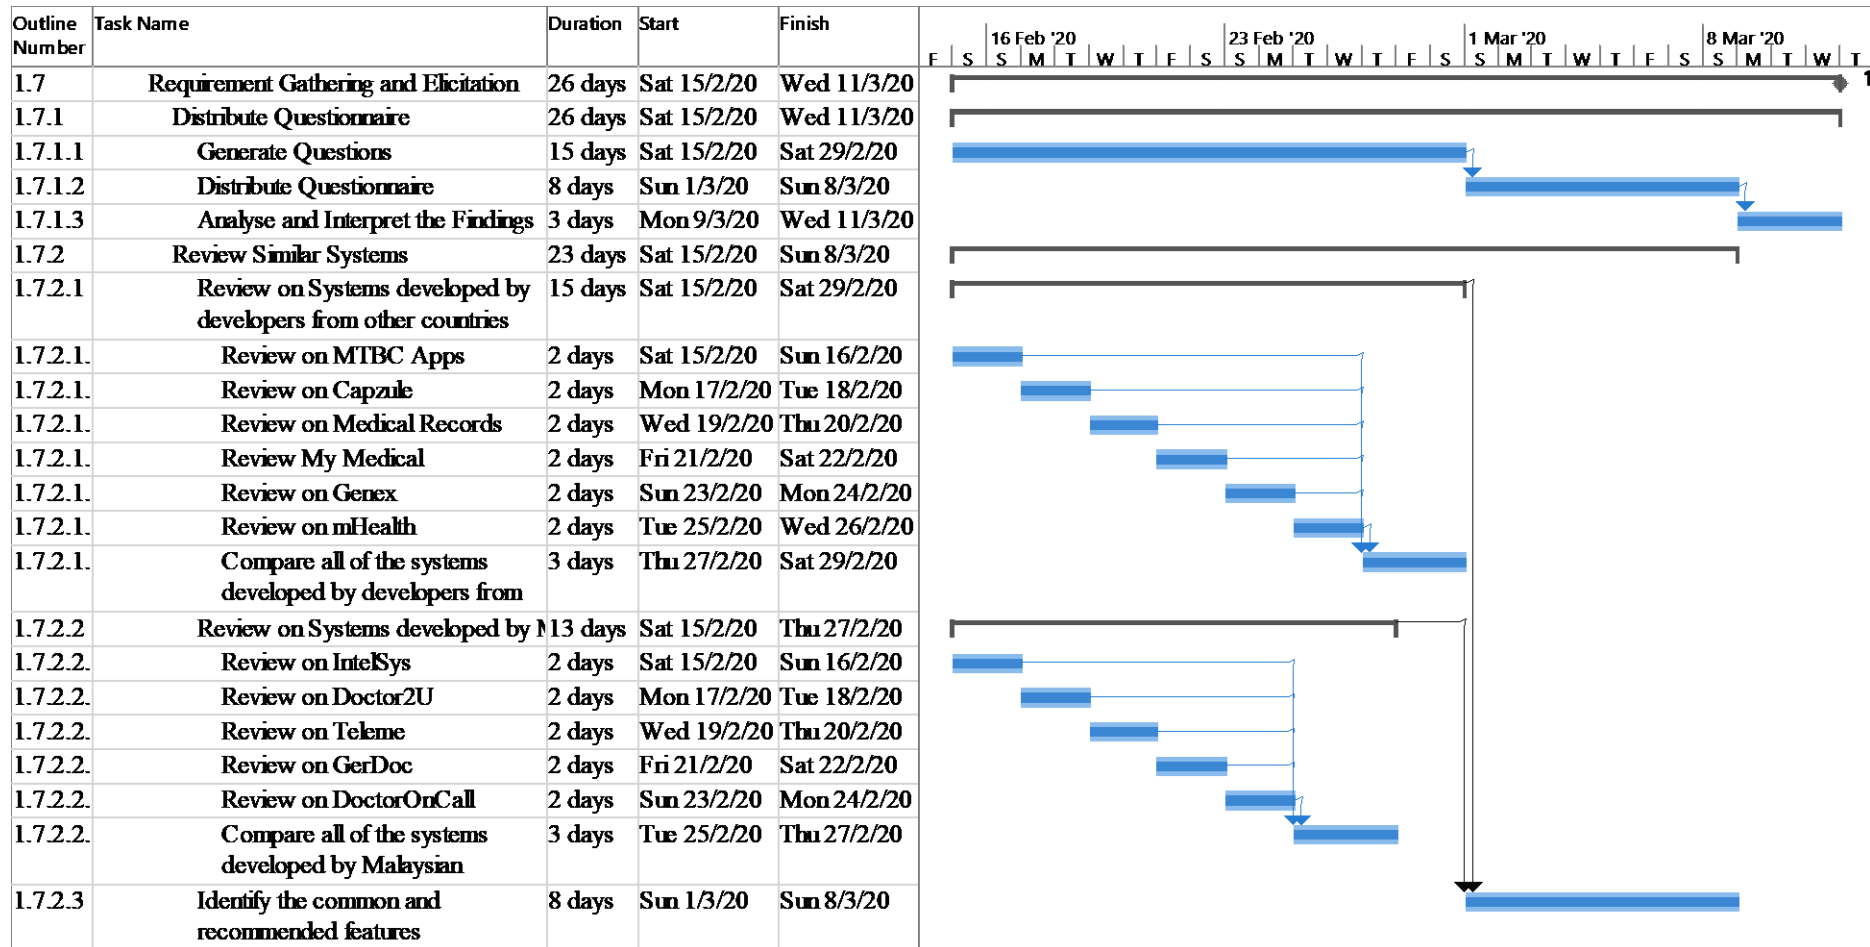 Outline Number Task Name Duration Start Finish
16 Feb '20 23 Feb '20 1 Mar '20 8 Mar '20
F S S M T W T F S S M T W T F S S M T W T F S S M T W T
1.7 Requirement Gathering and Elicitation 26 days Sat 15/2/20 Wed 11/3/20 1
1.7.1 Distribute Questionnaire 26 days Sat 15/2/20 Wed 11/3/20
1.7.1.1 Generate Questions 15 days Sat 15/2/20 Sat 29/2/20
1.7.1.2 Distribute Questionnaire 8 days Sun 1/3/20 Sun 8/3/20
1.7.1.3 Analyse and Interpret the Findings 3 days Mon 9/3/20 Wed 11/3/20
1.7.2 Review Similar Systems 23 days Sat 15/2/20 Sun 8/3/20
1.7.2.1 Review on Systems developed by 15 days Sat 15/2/20 Sat 29/2/20
developers from other countries
1.7.2.1. Review on MTBC Apps 2 days Sat 15/2/20 Sun 16/2/20
1.7.2.1. Review on Capzule 2 days Mon 17/2/20 Tue 18/2/20
1.7.2.1. Review on Medical Records 2 days Wed 19/2/20 Thu 20/2/20
1.7.2.1. Review My Medical 2 days Fri 21/2/20 Sat 22/2/20
1.7.2.1. Review on Genex 2 days Sun 23/2/20 Mon 24/2/20
1.7.2.1. Review on mHealth 2 days Tue 25/2/20 Wed 26/2/20
1.7.2.1. Compare all of the systems 3 days Thu 27/2/20 Sat 29/2/20
developed by developers from
1.7.2.2 Review on Systems developed by M 13 days Sat 15/2/20 Thu 27/2/20
1.7.2.2. Review on IntelSys 2 days Sat 15/2/20 Sun 16/2/20
1.7.2.2. Review on Doctor2U 2 days Mon 17/2/20 Tue 18/2/20
1.7.2.2. Review on Teleme 2 days Wed 19/2/20 Thu 20/2/20
1.7.2.2. Review on GerDoc 2 days Fri 21/2/20 Sat 22/2/20
1.7.2.2. Review on DoctorOnCall 2 days Sun 23/2/20 Mon 24/2/20
1.7.2.2. Compare all of the systems 3 days Tue 25/2/20 Thu 27/2/20
developed by Malaysian
1.7.2.3 Identify the common and 8 days Sun 1/3/20 Sun 8/3/20
recommended features